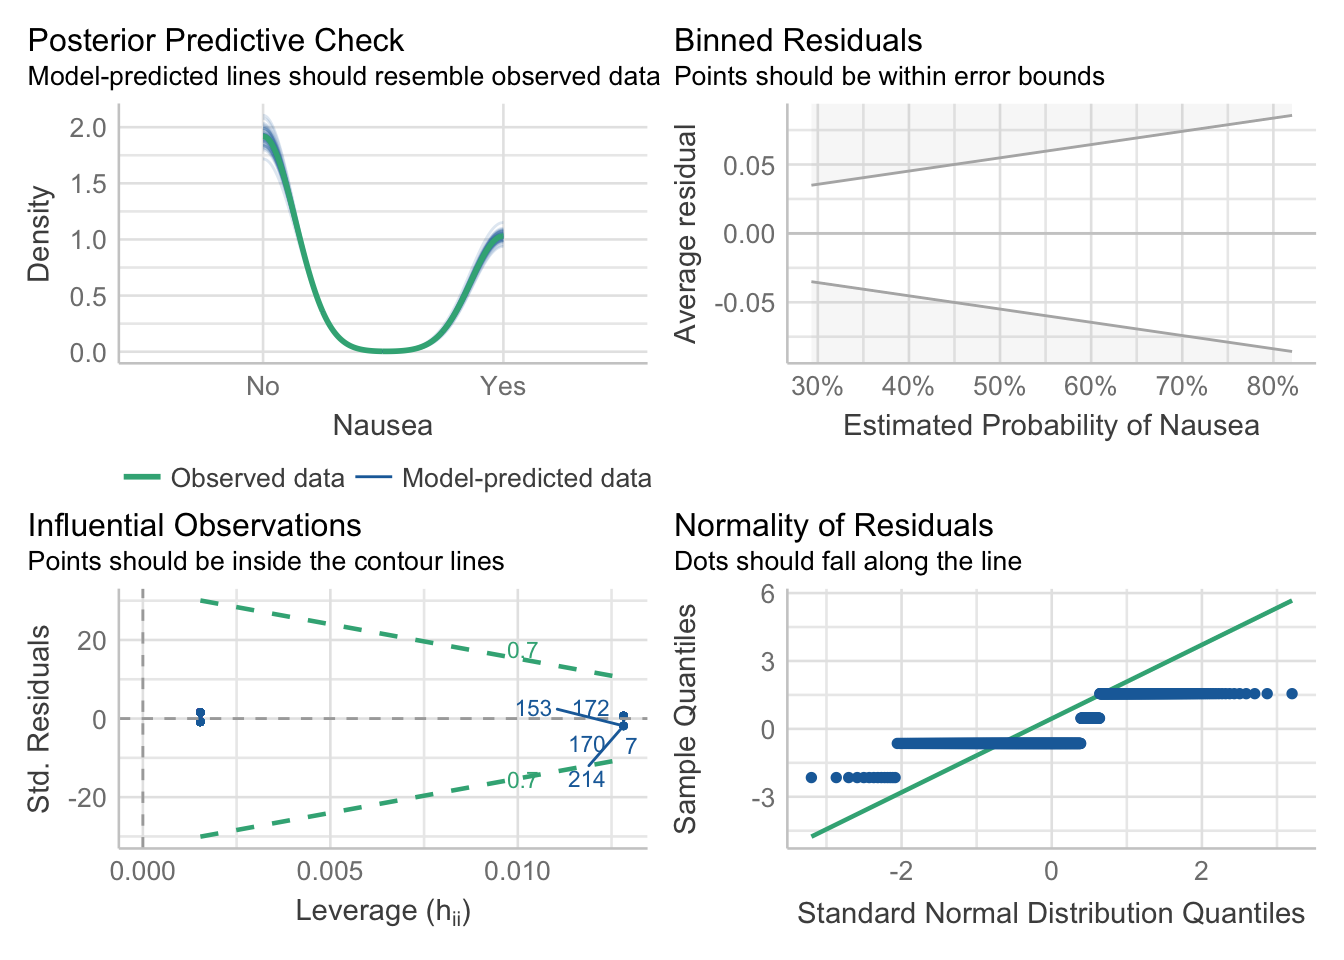 Posterior Predictive Check
Model-predicted lines should resemble observed data
Density
2.0
1.5
1.0
0.5
0.0
No Yes
Nausea
Observed data Model-predicted data
Binned Residuals
Points should be within error bounds
Average residual
0.05
0.00
-0.05
30% 40% 50% 60% 70% 80%
Estimated Probability of Nausea
Influential Observations
Points should be inside the contour lines
Std. Residuals
20
0
-20
0.7
153 172
170 7
214
0.7
0.000 0.005 0.010
Leverage (hii)
Normality of Residuals
Dots should fall along the line
Sample Quantiles
6
3
0
-3
-2 0 2
Standard Normal Distribution Quantiles